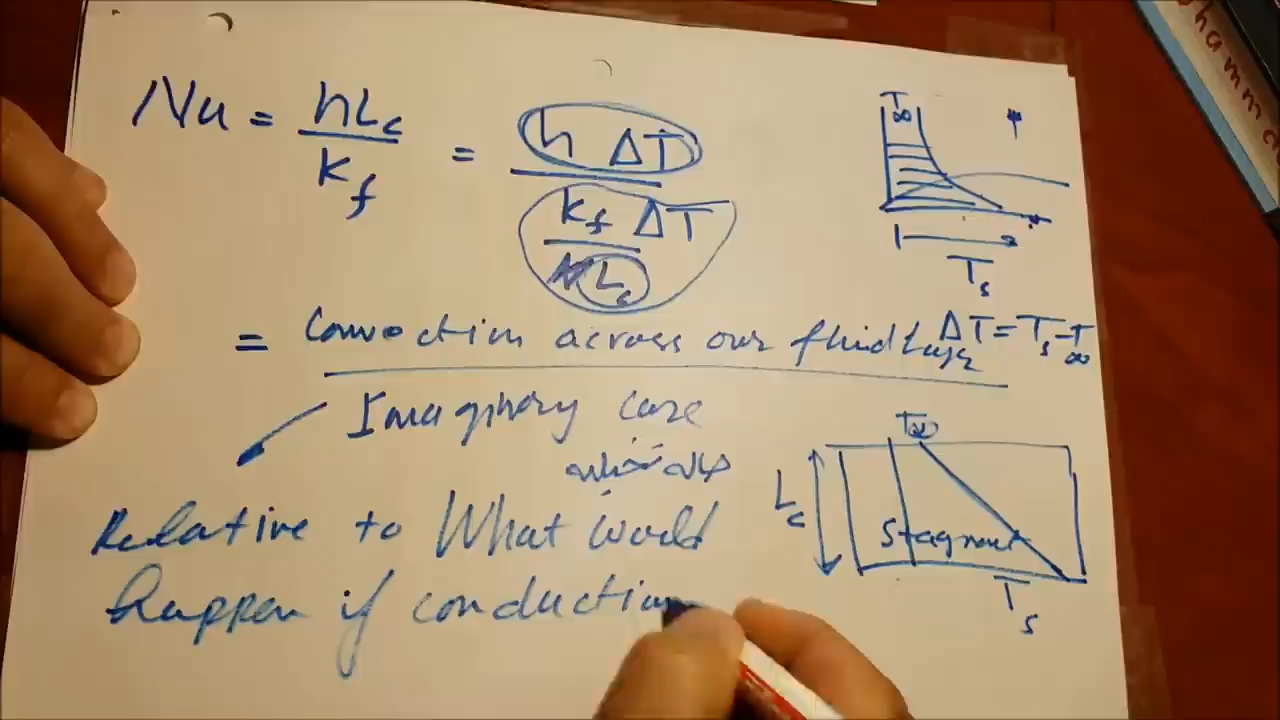 Nu = hLc / kf = h ΔT / kf ΔT / Lc
T∞
Ts
= Convection across our fluid Layer
ΔT = Ts - T∞
Imaginary case
T∞
Lc
Stagnant
Ts
Relative to What would
happen if conduction
hamm